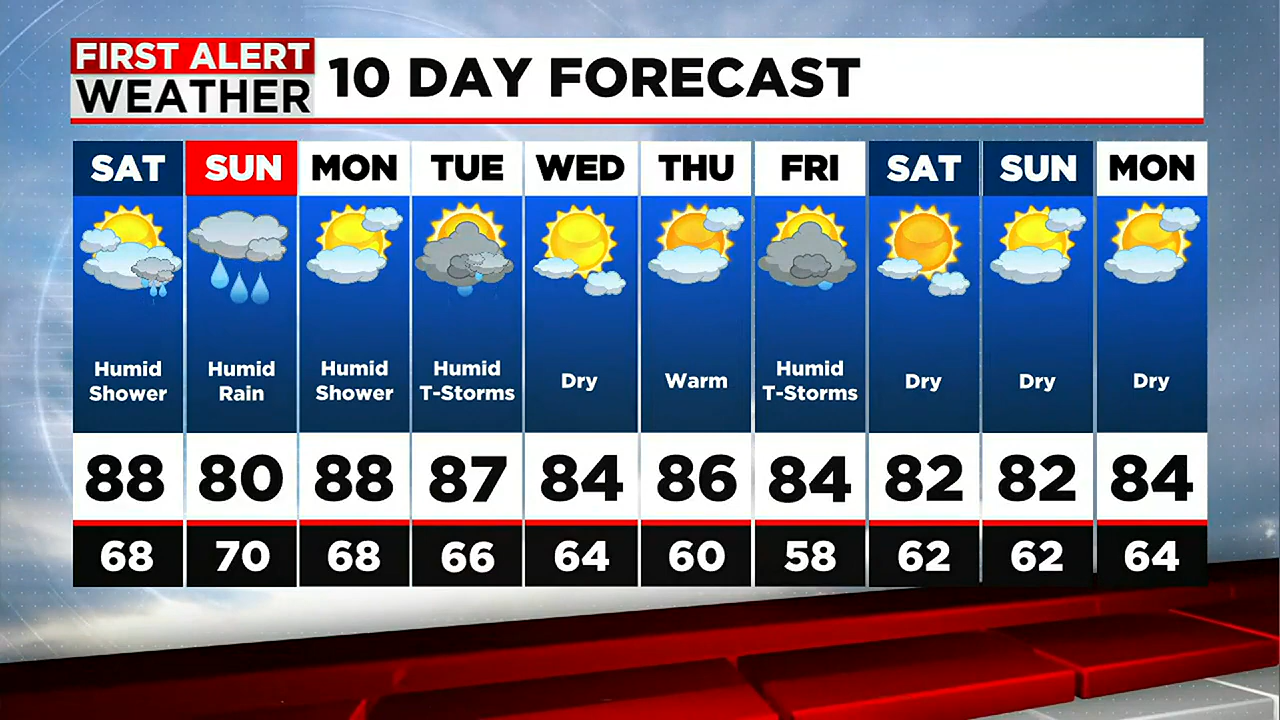 FIRST ALERT
WEATHER
10 DAY FORECAST
SAT SUN MON TUE WED THU FRI SAT SUN MON
Humid Shower Humid Rain Humid Shower Humid T-Storms Dry Warm Humid T-Storms Dry Dry Dry
88 80 88 87 84 86 84 82 82 84
68 70 68 66 64 60 58 62 62 64